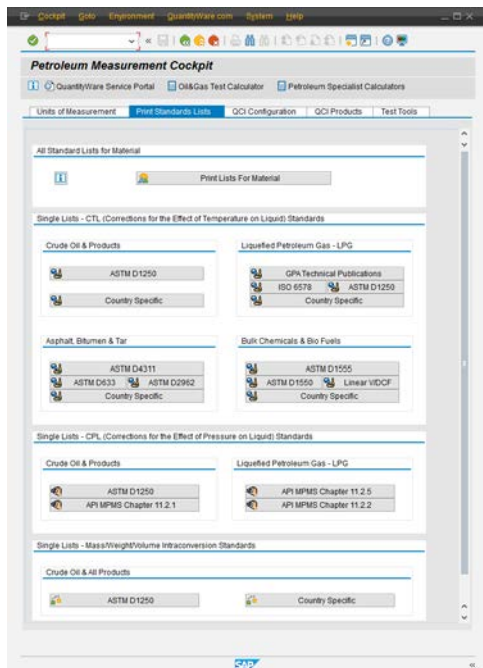 Cockpit Goto Environment QuantityWare.com System Help
Petroleum Measurement Cockpit
QuantityWare Service Portal Oil&Gas Test Calculator Petroleum Specialist Calculators
Units of Measurement Print Standards Lists QCI Configuration QCI Products Test Tools
All Standard Lists for Material
Print Lists For Material
Single Lists - CTL (Corrections for the Effect of Temperature on Liquid) Standards
Crude Oil & Products Liquefied Petroleum Gas - LPG
ASTM D1250 GPA Technical Publications
ISO 6578 ASTM D1250
Country Specific Country Specific
Asphalt, Bitumen & Tar Bulk Chemicals & Bio Fuels
ASTM D4311 ASTM D1555
ASTM D633 ASTM D2962 ASTM D1550 Linear V/DCF
Country Specific Country Specific
Single Lists - CPL (Corrections for the Effect of Pressure on Liquid) Standards
Crude Oil & Products Liquefied Petroleum Gas - LPG
ASTM D1250 API MPMS Chapter 11.2.5
API MPMS Chapter 11.2.1 API MPMS Chapter 11.2.2
Single Lists - Mass/Weight/Volume Intraconversion Standards
Crude Oil & All Products
ASTM D1250 Country Specific
SAP